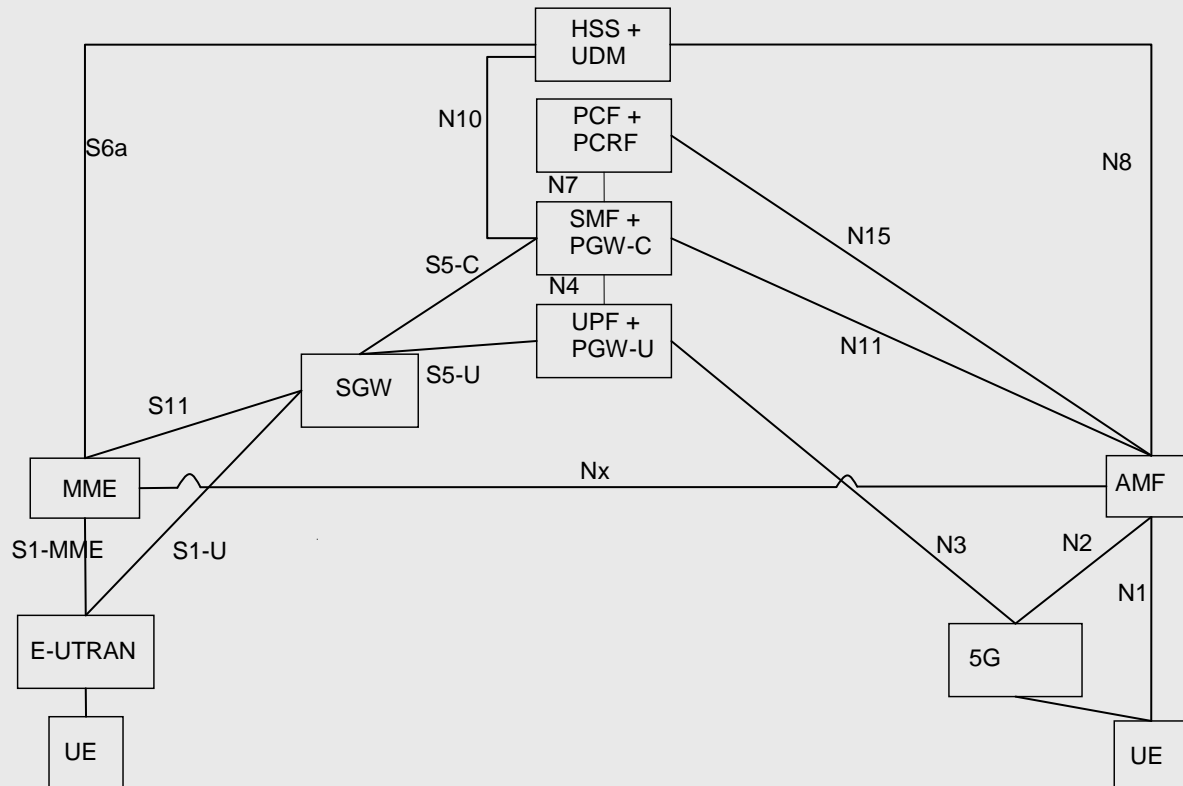 HSS +
UDM
N10
PCF +
PCRF
S6a
N8
N7
SMF +
PGW-C
N15
S5-C
N4
UPF +
PGW-U
N11
S5-U
SGW
S11
Nx
MME
AMF
S1-MME
S1-U
N3
N2
N1
E-UTRAN
5G
UE
UE